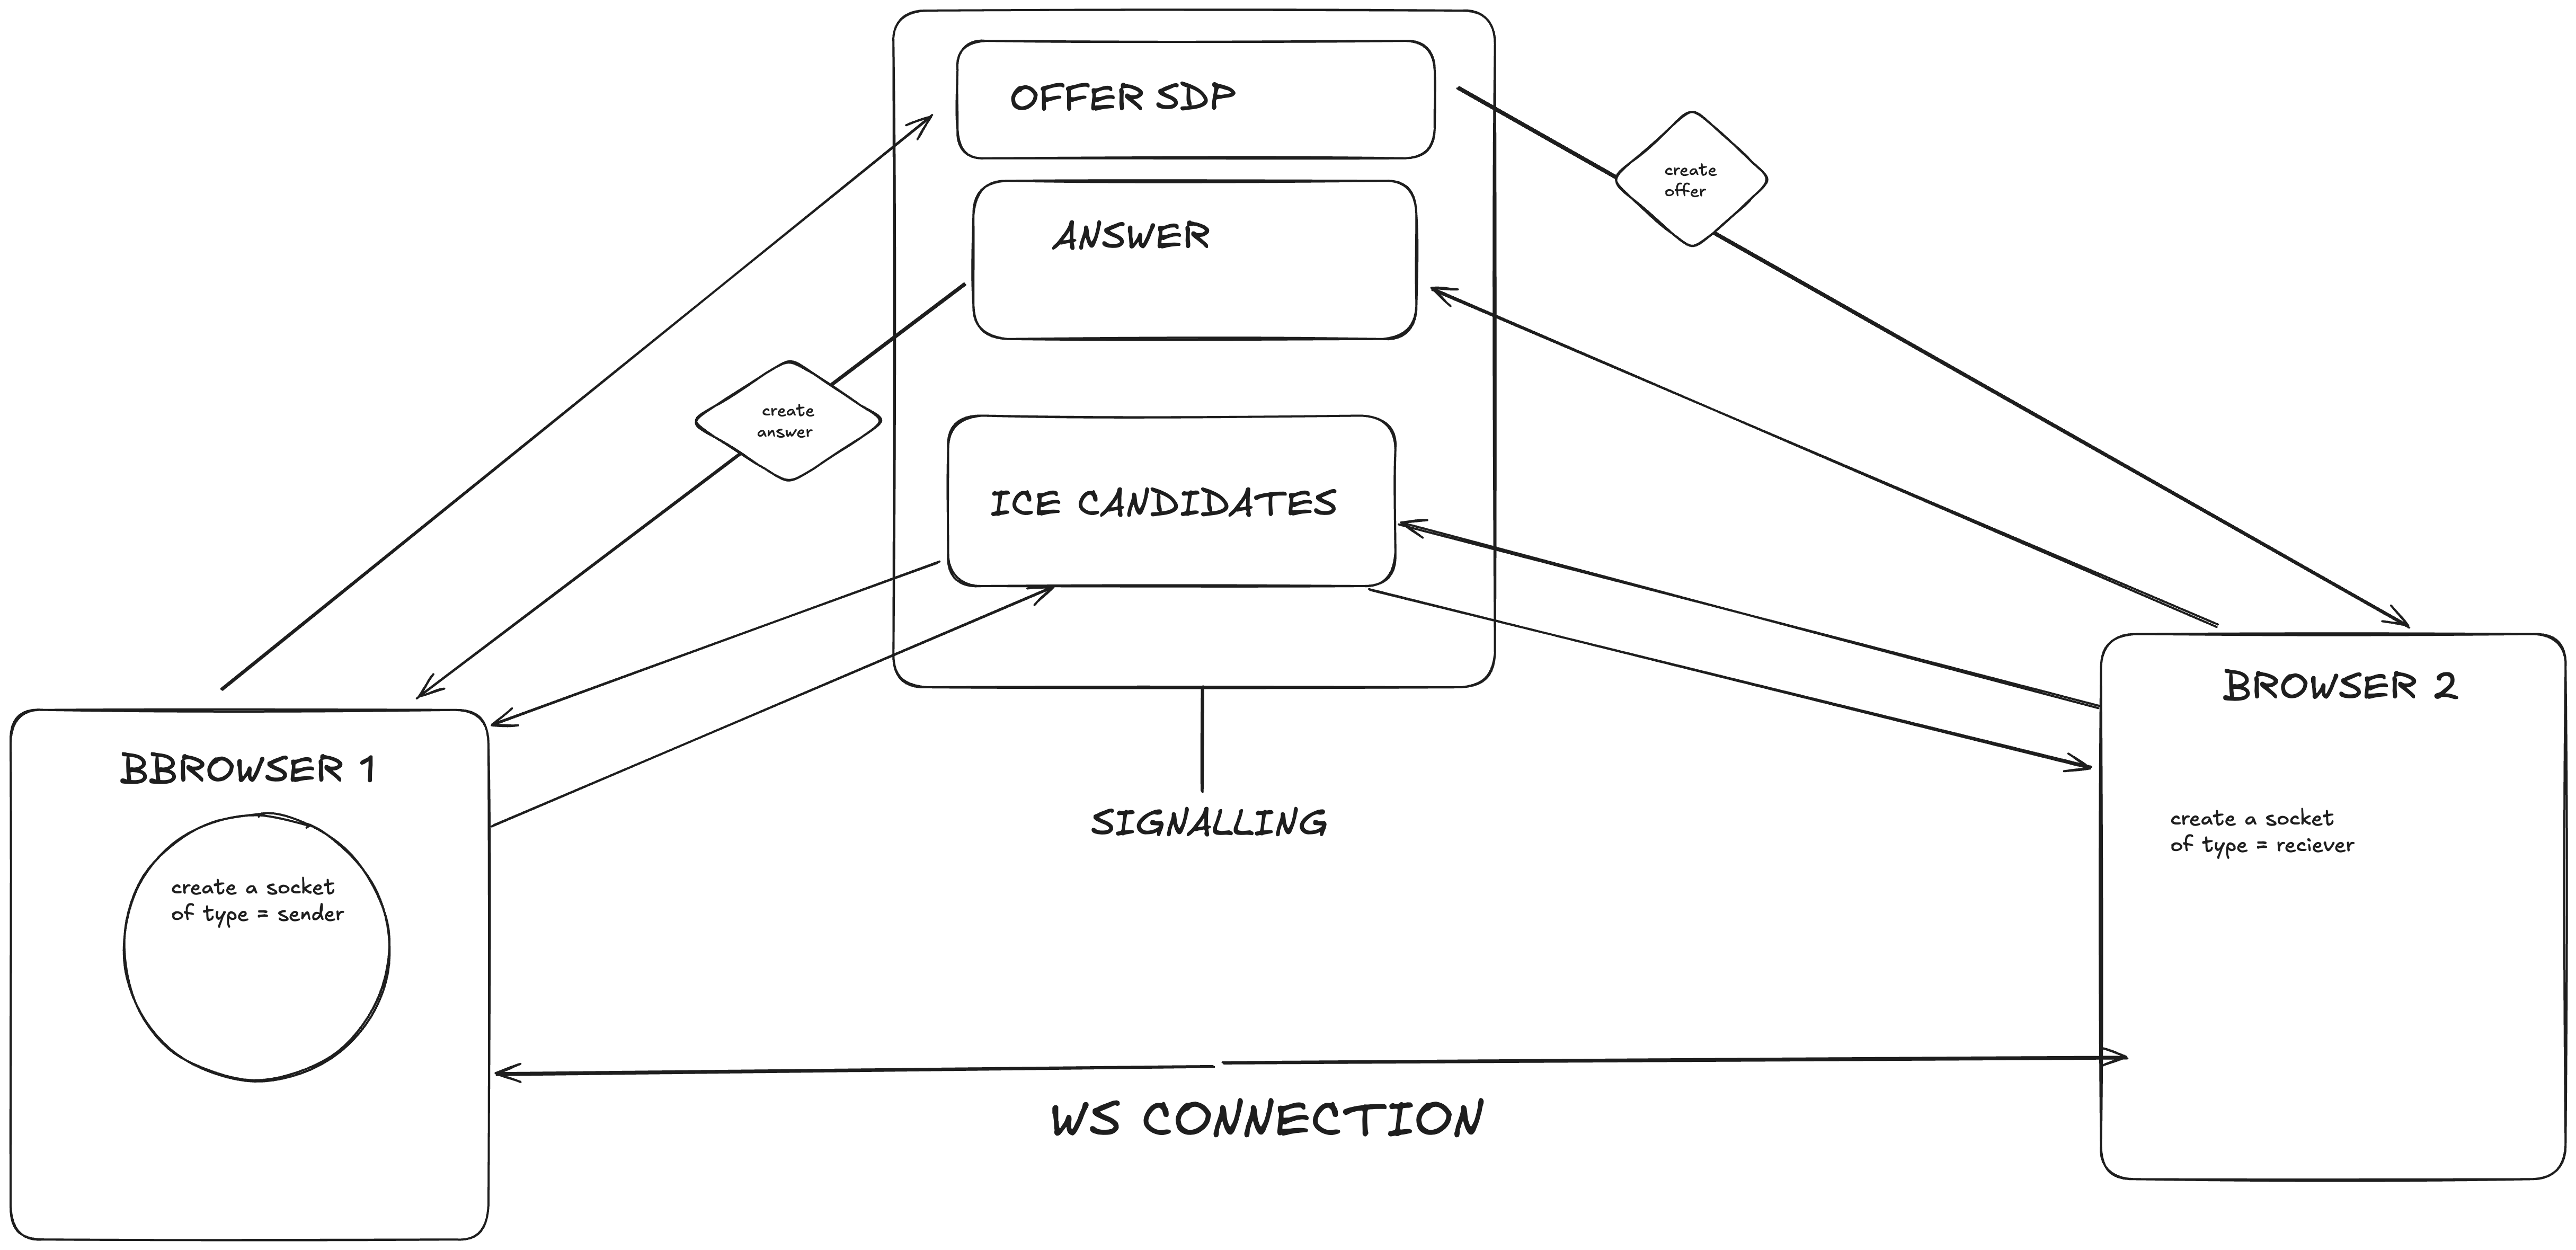 OFFER SDP
create
offer
ANSWER
create
answer
ICE CANDIDATES
BROWSER 2
BBROWSER 1
SIGNALLING
create a socket
of type = reciever
create a socket
of type = sender
WS CONNECTION